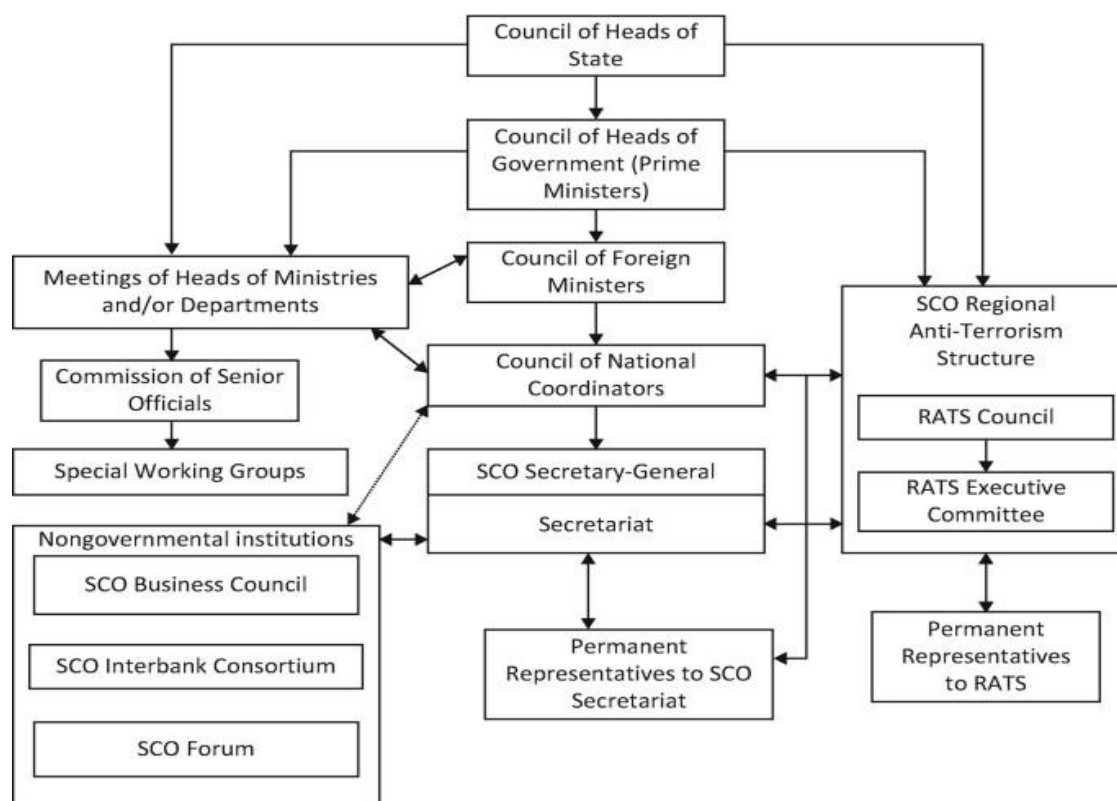 Council of Heads of
State
Council of Heads of
Government (Prime
Ministers)
Meetings of Heads of Ministries
and/or Departments
Council of Foreign
Ministers
SCO Regional
Anti-Terrorism
Structure
Commission of Senior
Officials
Council of National
Coordinators
RATS Council
Special Working Groups
SCO Secretary-General
Secretariat
RATS Executive
Committee
Nongovernmental institutions
SCO Business Council
SCO Interbank Consortium
SCO Forum
Permanent
Representatives to SCO
Secretariat
Permanent
Representatives
to RATS